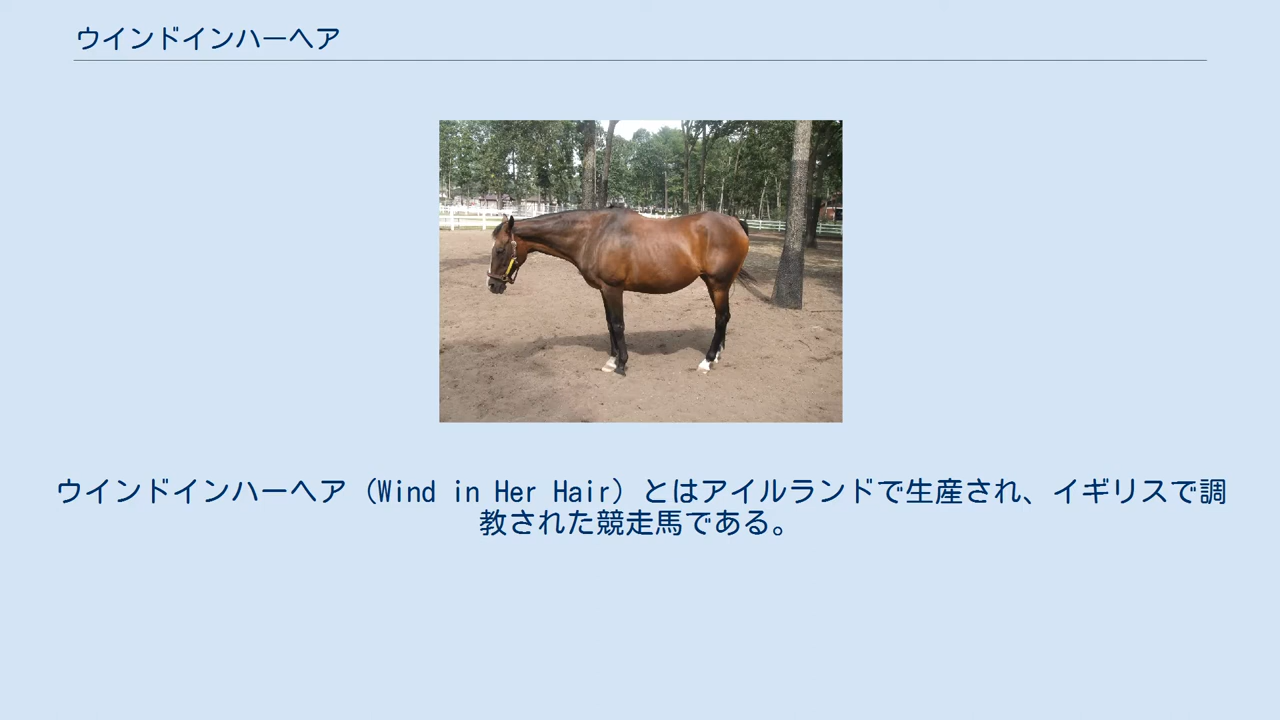 ウインドインハーヘア
ウインドインハーヘア（Wind in Her Hair）とはアイルランドで生産され、イギリスで調
教された競走馬である。